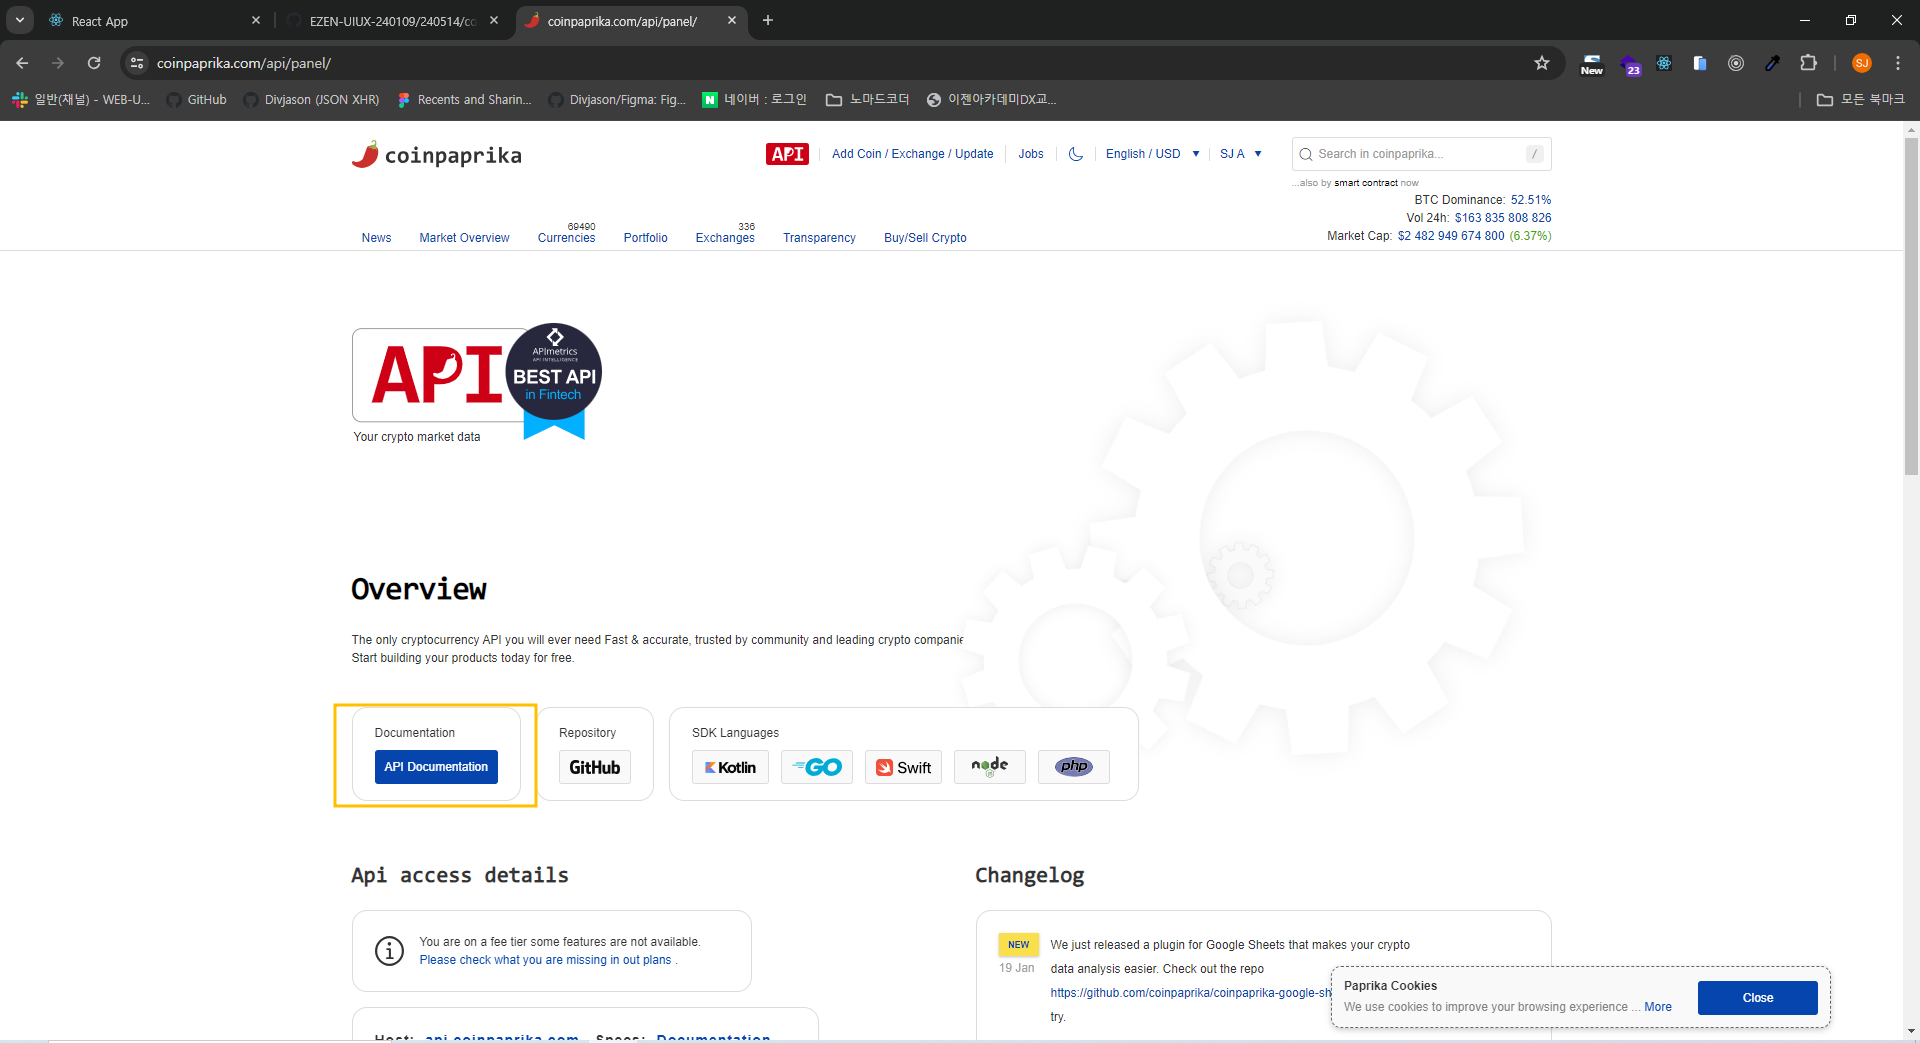 React App
EZEN-UIUX-240109/240514/co
coinpaprika.com/api/panel/
coinpaprika.com/api/panel/
New
23
SJ
일반(채널) - WEB-U...
GitHub
Divjason (JSON XHR)
Recents and Sharin...
Divjason/Figma: Fig...
N
네이버 : 로그인
노마드코더
이젠아카데미DX교...
모든 북마크
coinpaprika
API
Add Coin / Exchange / Update
Jobs
English / USD
SJ A
Search in coinpaprika...
/
...also by smart contract now
BTC Dominance: 52.51%
Vol 24h: $163 835 808 826
Market Cap: $2 482 949 674 800 (6.37%)
News
Market Overview
69490
Currencies
Portfolio
336
Exchanges
Transparency
Buy/Sell Crypto
API
APImetrics
API INTELLIGENCE
BEST API
in Fintech
Your crypto market data
Overview
The only cryptocurrency API you will ever need Fast & accurate, trusted by community and leading crypto companie
Start building your products today for free.
Documentation
API Documentation
Repository
GitHub
SDK Languages
Kotlin
GO
Swift
node
php
Api access details
You are on a fee tier some features are not available.
Please check what you are missing in out plans .
Host: api.coinpaprika.com Specs: Documentation
Changelog
NEW
19 Jan
We just released a plugin for Google Sheets that makes your crypto
data analysis easier. Check out the repo
https://github.com/coinpaprika/coinpaprika-google-sh
try.
Paprika Cookies
We use cookies to improve your browsing experience ... More
Close